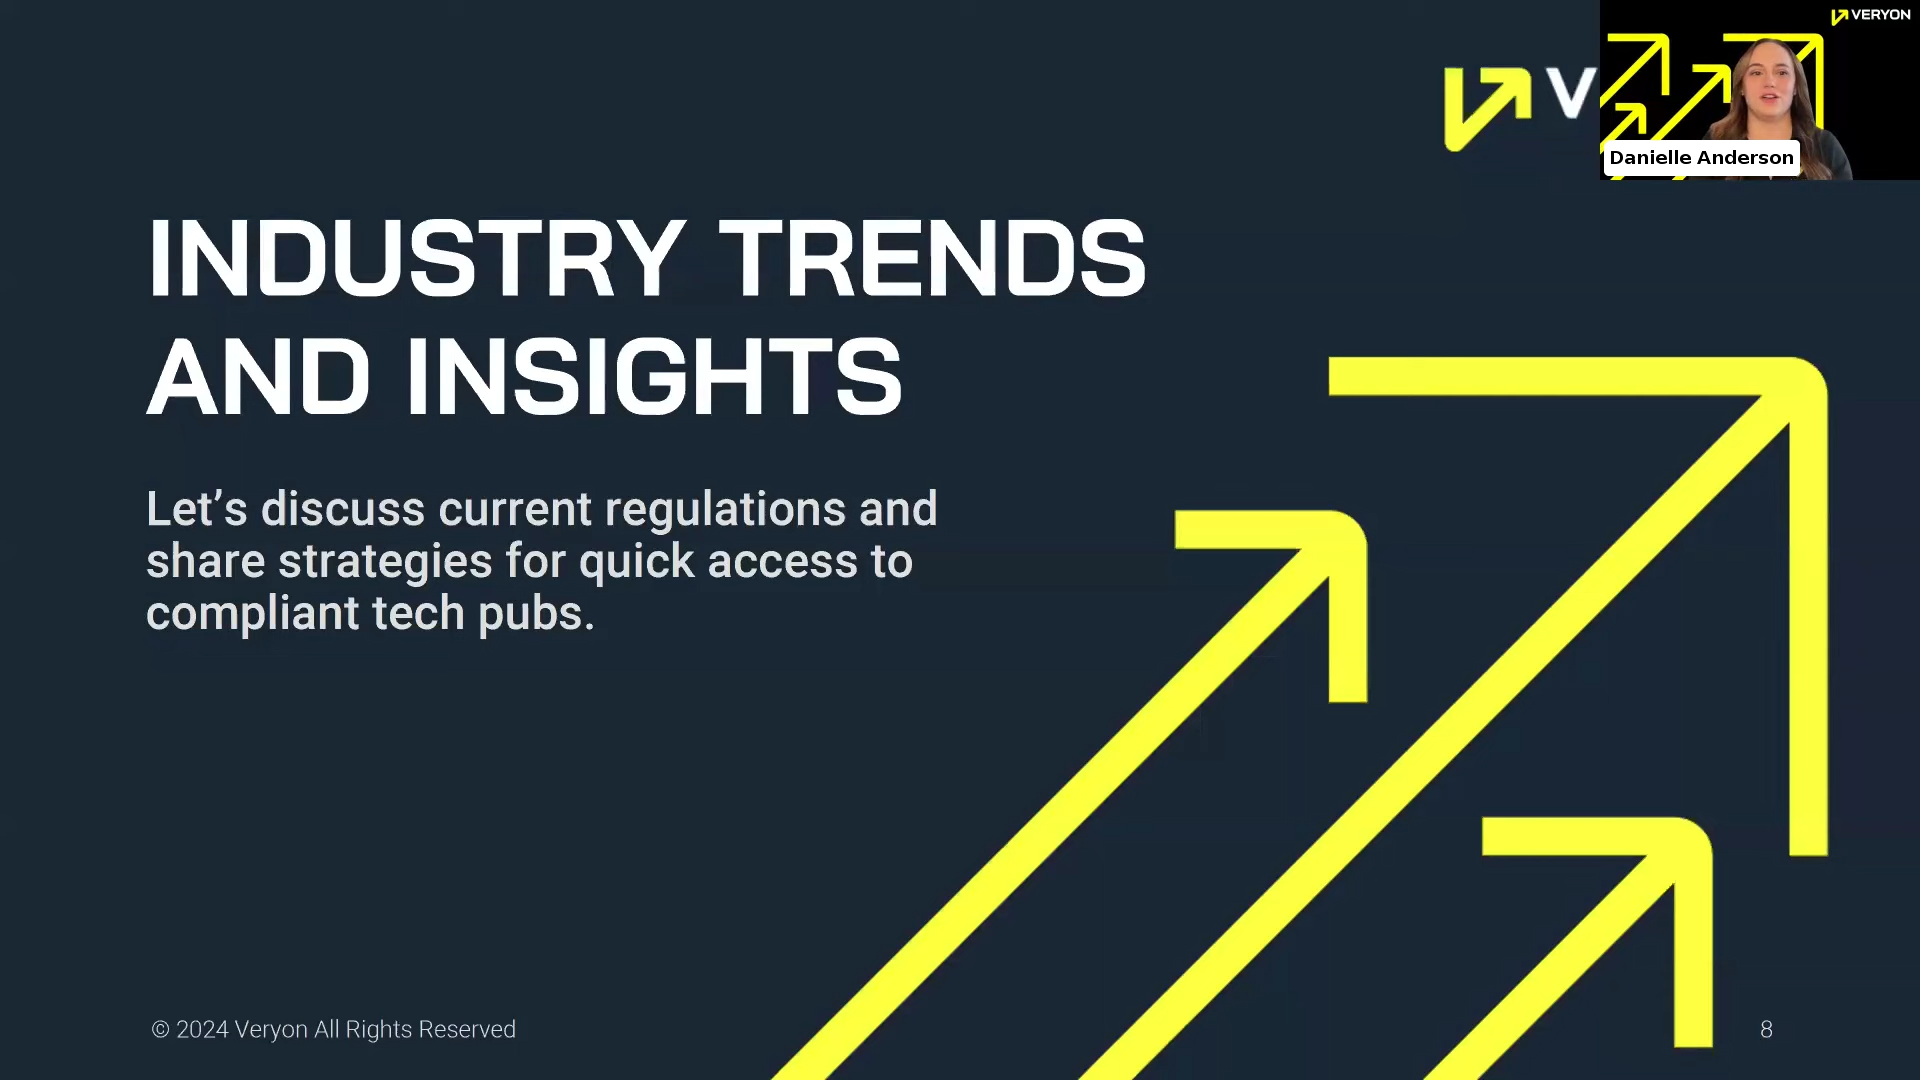 VERYON
V
Danielle Anderson
INDUSTRY TRENDS
AND INSIGHTS
Let’s discuss current regulations and
share strategies for quick access to
compliant tech pubs.
© 2024 Veryon All Rights Reserved
8